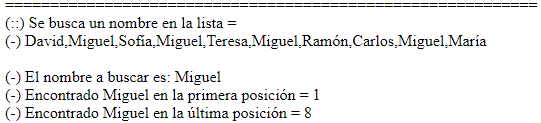 ===========================================================
(::) Se busca un nombre en la lista =
(-) David,Miguel,Sofía,Miguel,Teresa,Miguel,Ramón,Carlos,Miguel,María
(-) El nombre a buscar es: Miguel
(-) Encontrado Miguel en la primera posición = 1
(-) Encontrado Miguel en la última posición = 8